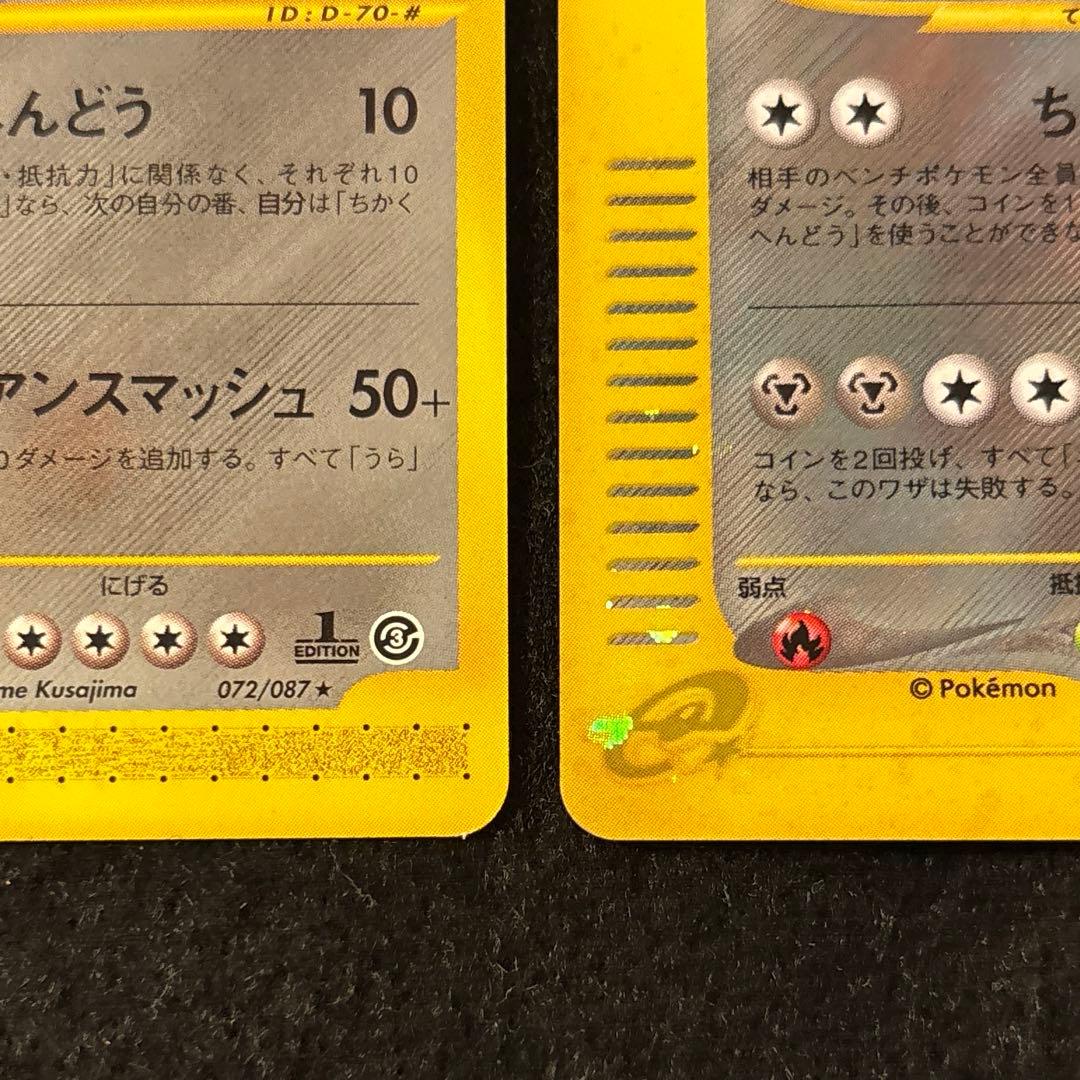 ID:D-70-#
んどう 10
・抵抗力」に関係なく、それぞれ10
」なら、次の自分の番、自分は「ちかく
アンスマッシュ 50+
0ダメージを追加する。すべて「うら」
にげる
1 EDITION
3
me Kusajima 072/087★
ち
相手のベンチポケモン全員
ダメージ。その後、コインを1
へんどう」を使うことができな
コインを2回投げ、すべて「
なら、このワザは失敗する。
弱点 抵
© Pokémon